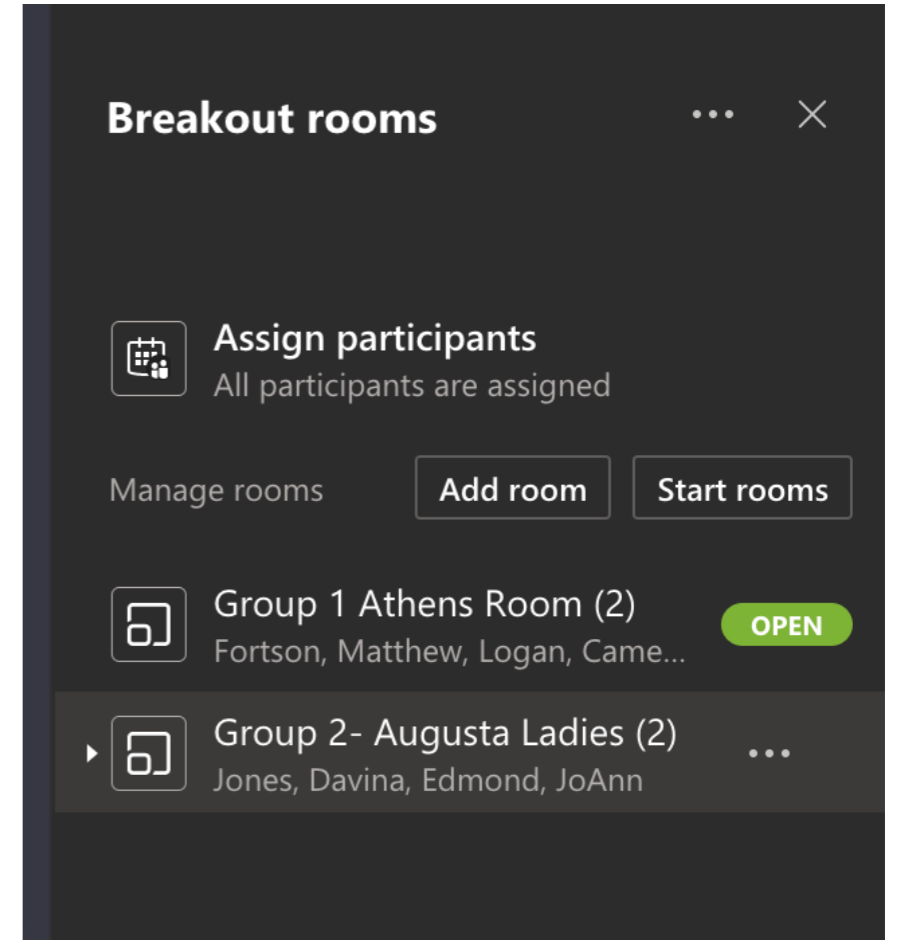 Breakout rooms
Assign participants
All participants are assigned
Manage rooms Add room Start rooms
Group 1 Athens Room (2)
Fortson, Matthew, Logan, Came...
OPEN
Group 2- Augusta Ladies (2)
Jones, Davina, Edmond, JoAnn